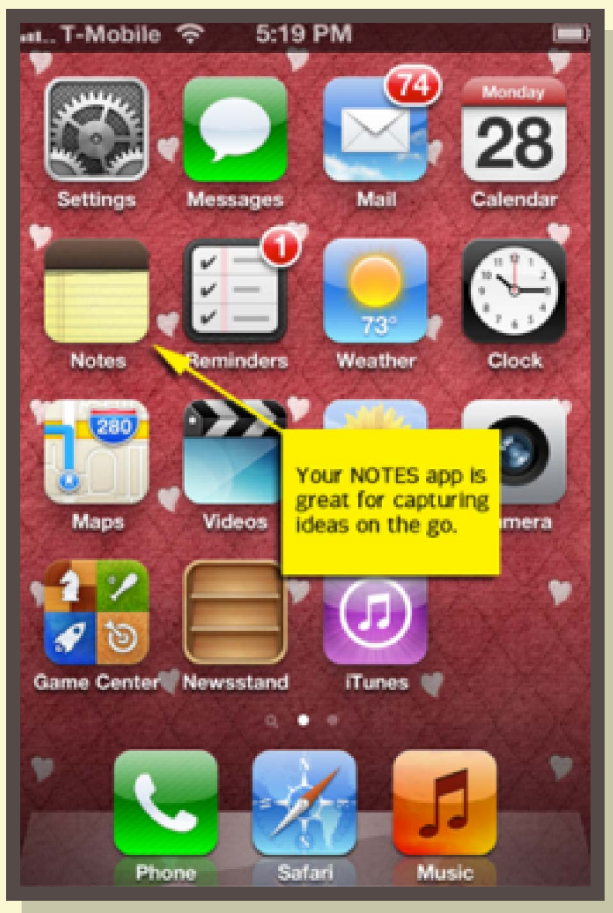 T-Mobile 5:19 PM
74
Monday
28
Settings Messages Mail Calendar
1
73°
Notes Reminders Weather Clock
280
Your NOTES app is
great for capturing
ideas on the go.
Maps Videos mera
Game Center Newsstand iTunes
Phone Safari Music